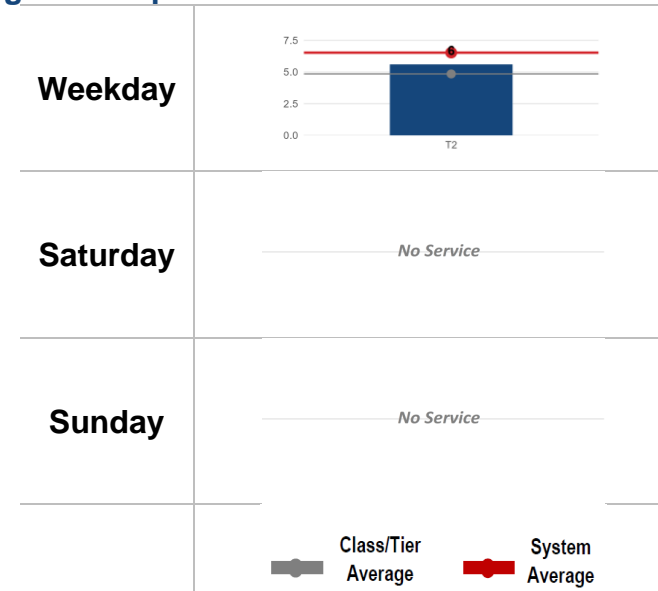 Weekday
7.5
6
5.0
2.5
0.0
T2
Saturday
No Service
Sunday
No Service
Class/Tier
Average
System
Average